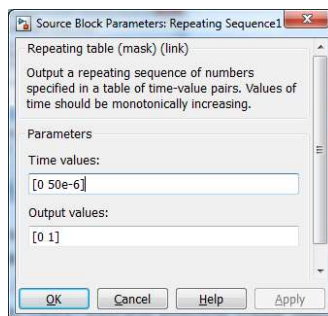 Source Block Parameters: Repeating Sequence1
Repeating table (mask) (link)
Output a repeating sequence of numbers
specified in a table of time-value pairs. Values of
time should be monotonically increasing.
Parameters
Time values:
[0 50e-6]
Output values:
[0 1]
OK Cancel Help Apply